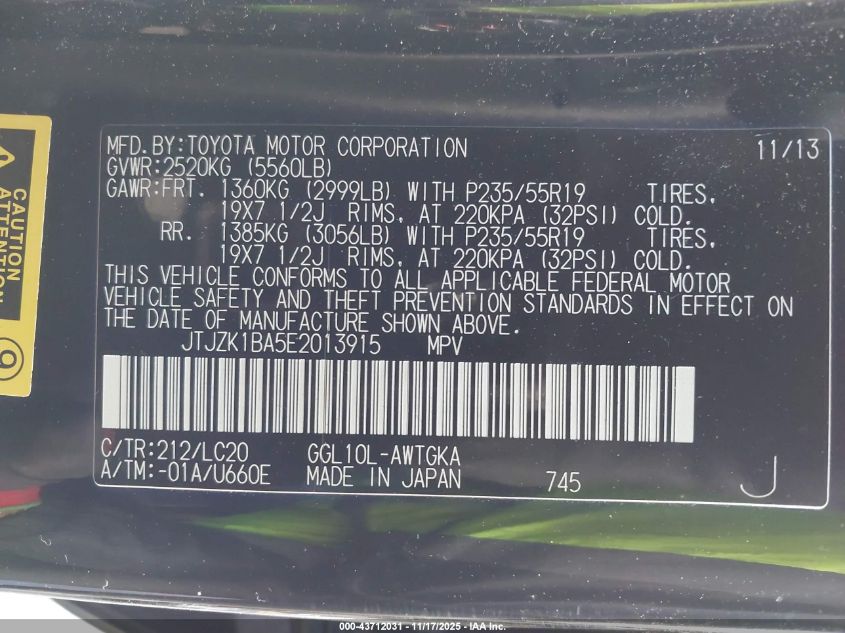 CAUTION
ATTENTION
MFD.BY:TOYOTA MOTOR CORPORATION 11/13
GVWR:2520KG (5560LB)
GAWR:FRT. 1360KG (2999LB) WITH P235/55R19 TIRES,
19X7 1/2J RIMS, AT 220KPA (32PSI) COLD.
RR. 1385KG (3056LB) WITH P235/55R19 TIRES,
19X7 1/2J RIMS, AT 220KPA (32PSI) COLD.
THIS VEHICLE CONFORMS TO ALL APPLICABLE FEDERAL MOTOR
VEHICLE SAFETY AND THEFT PREVENTION STANDARDS IN EFFECT ON
THE DATE OF MANUFACTURE SHOWN ABOVE.
JTJZK1BA5E2013915 MPV
C/TR:212/LC20 GGL10L-AWTGKA
A/TM:-01A/U660E MADE IN JAPAN 745 J
000-43712031 - 11/17/2025 - IAA Inc.